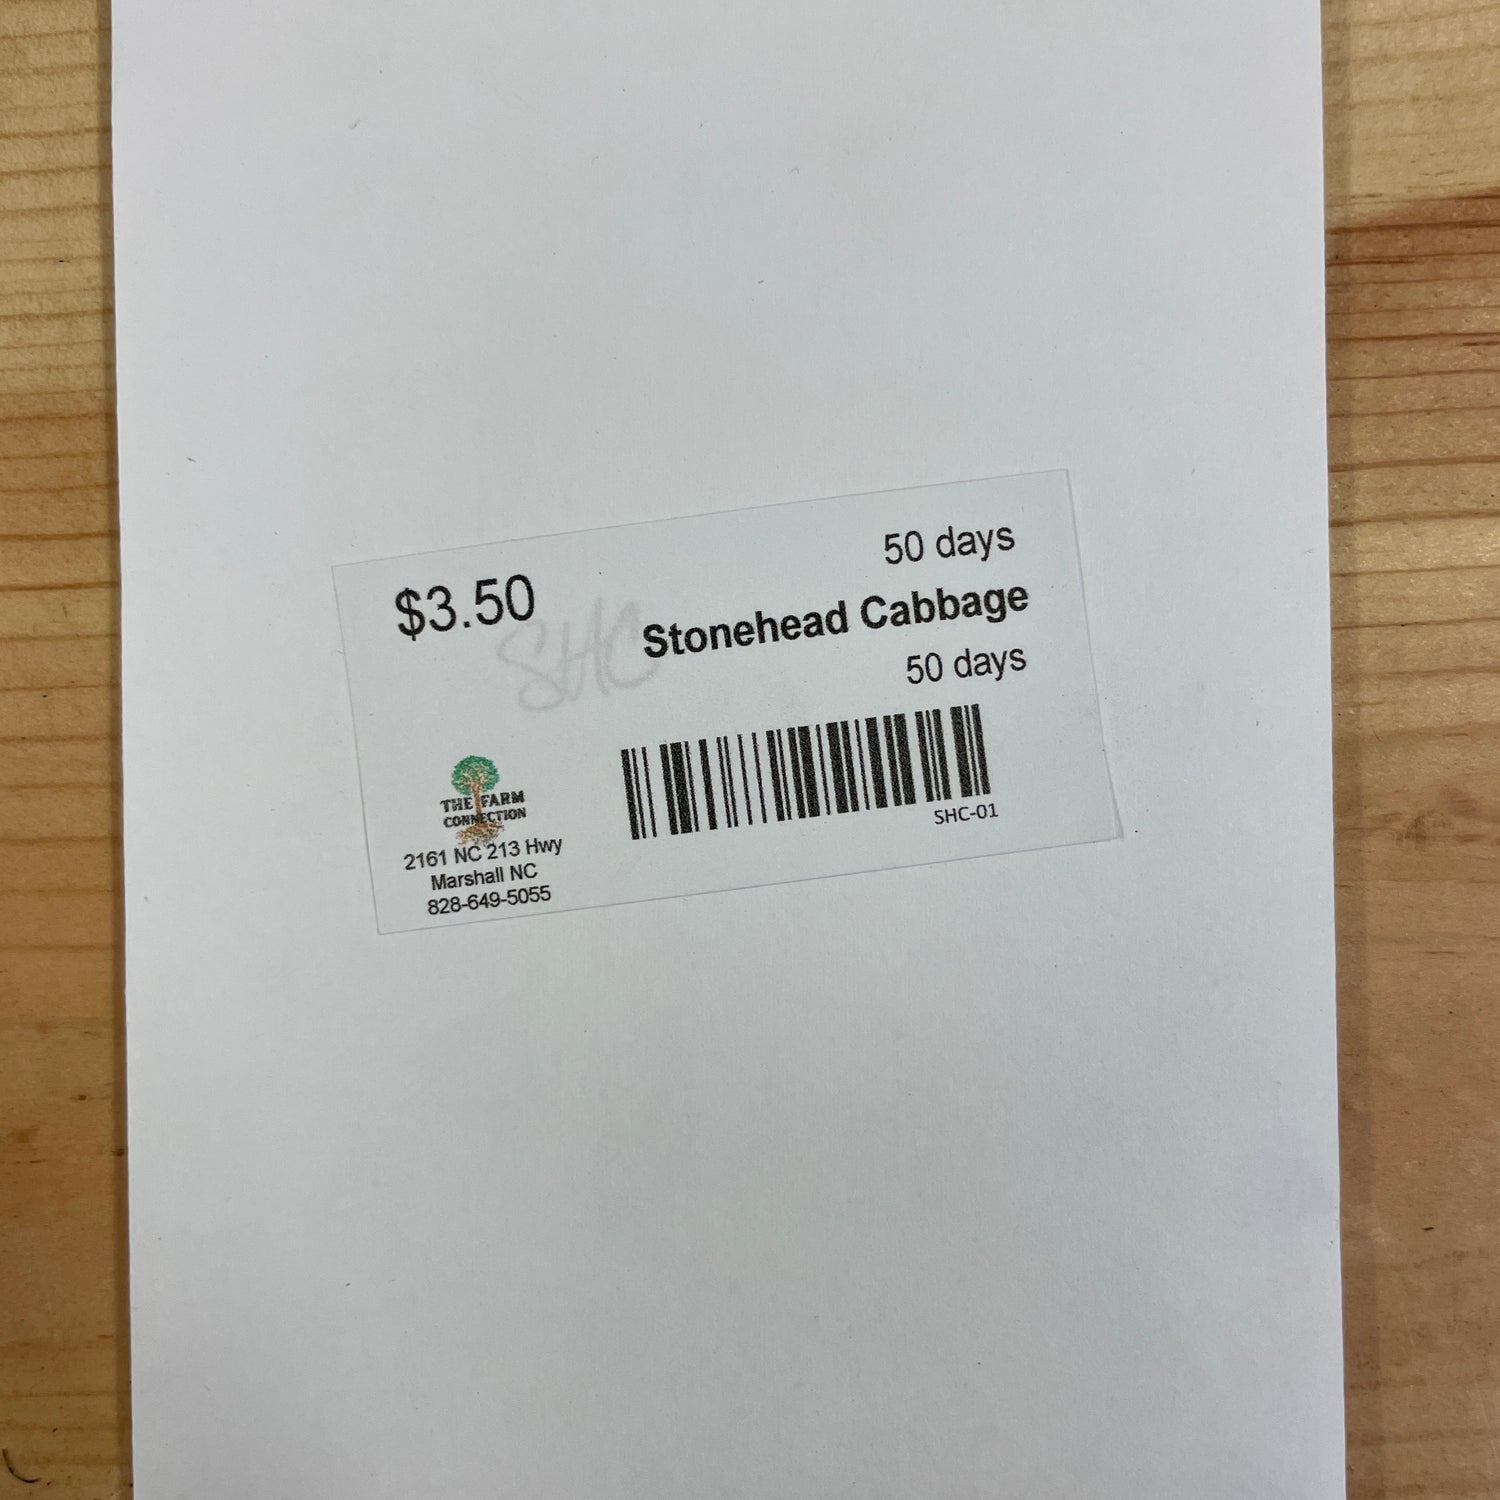 50 days
$3.50
SHC
Stonehead Cabbage
50 days
THE FARM
CONNECTION
2161 NC 213 Hwy
Marshall NC
828-649-5055
SHC-01